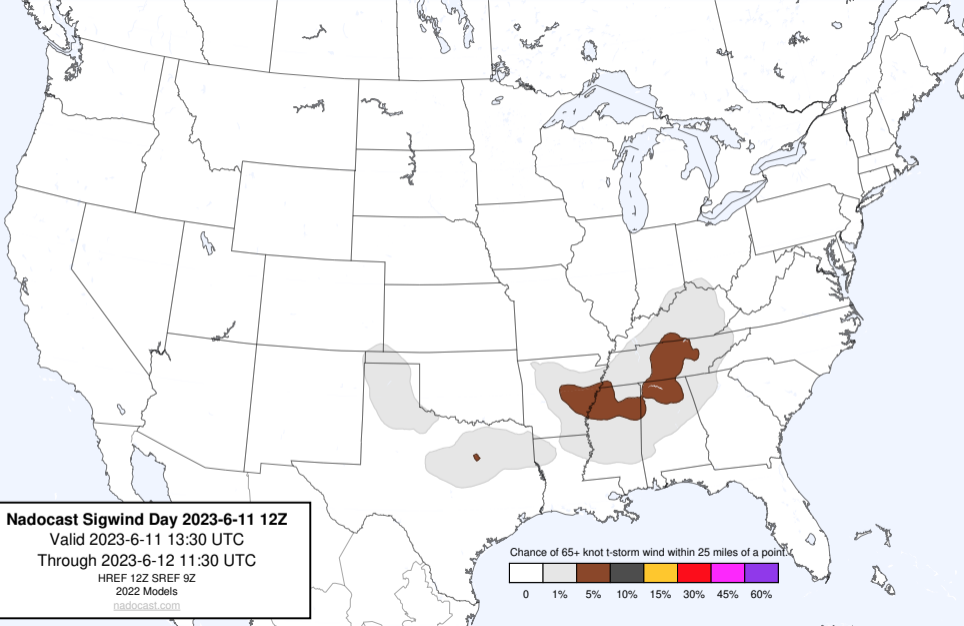 Nadocast Sigwind Day 2023-6-11 12Z
Valid 2023-6-11 13:30 UTC
Through 2023-6-12 11:30 UTC
HREF 12Z SREF 9Z
2022 Models
nadocast.com
Chance of 65+ knot t-storm wind within 25 miles of a point.
0 1% 5% 10% 15% 30% 45% 60%